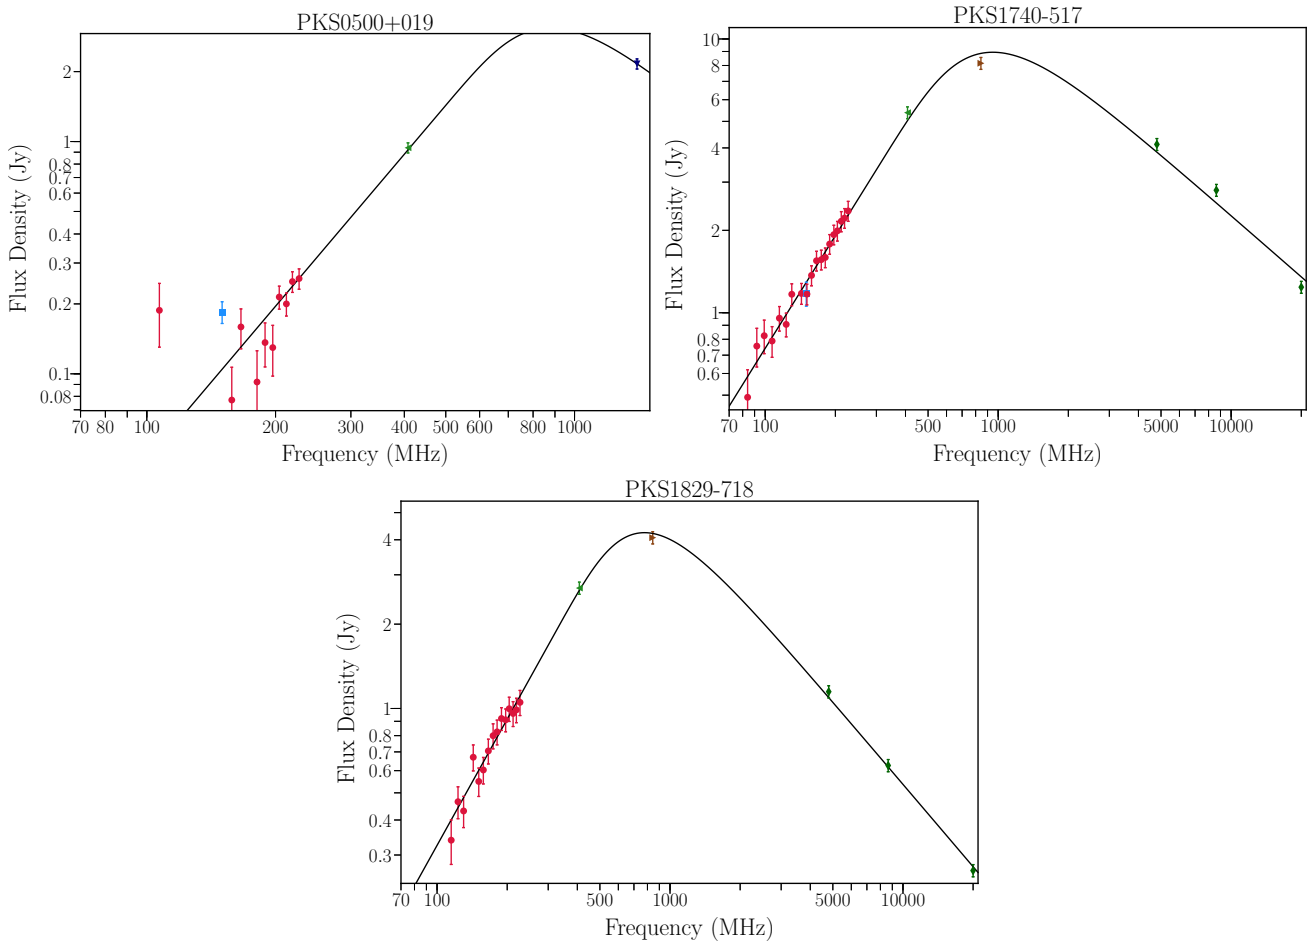 PKS0500+019
Flux Density (Jy)
2
1
0.8
0.7
0.6
0.4
0.3
0.2
0.1
0.08
70 80 100 200 300 400 500 600 800 1000
Frequency (MHz)
PKS1740-517
Flux Density (Jy)
10
8
6
4
2
1
0.8
0.7
0.6
70 100 500 1000 5000 10000
Frequency (MHz)
PKS1829-718
Flux Density (Jy)
4
2
1
0.8
0.7
0.6
0.4
0.3
70 100 500 1000 5000 10000
Frequency (MHz)